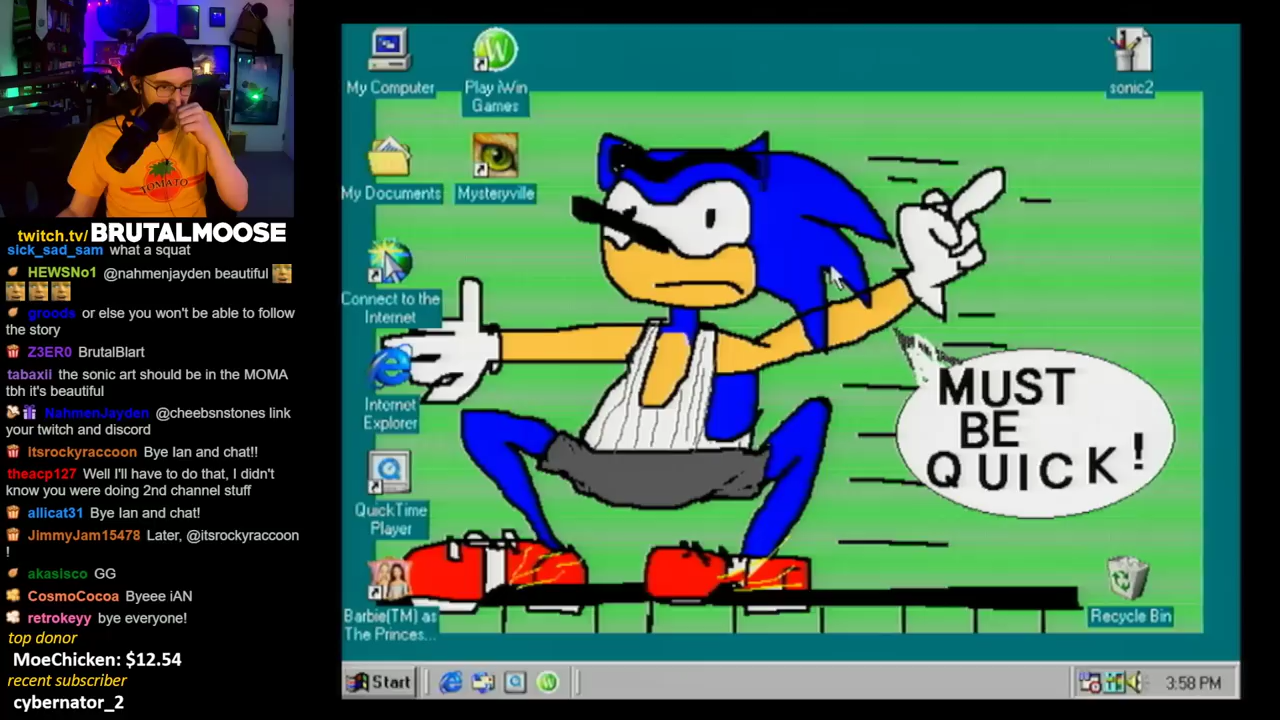 TOMATO
twitch.tv/BRUTALMOOSE
sick_sad_sam what a squat
HEWSNo1 @nahmenjayden beautiful
groods or else you won't be able to follow
the story
Z3ER0 BrutalBlart
tabaxii the sonic art should be in the MOMA
tbh it's beautiful
NahmenJayden @cheebsnstones link
your twitch and discord
Itsrockyraccoon Bye Ian and chat!!
theacp127 Well I'll have to do that, I didn't
know you were doing 2nd channel stuff
allicat31 Bye Ian and chat!
JimmyJam15478 Later, @itsrockyraccoon
!
akasisco GG
CosmoCocoa Byeee iAN
retrokeyy bye everyone!
top donor
MoeChicken: $12.54
recent subscriber
cybernator_2
My Computer
Play iWin
Games
sonic2
My Documents
Mysteryville
Connect to the
Internet
Internet
Explorer
QuickTime
Player
Barbie(TM) as
The Princes...
MUST
BE
QUICK!
Recycle Bin
Start
3:58 PM